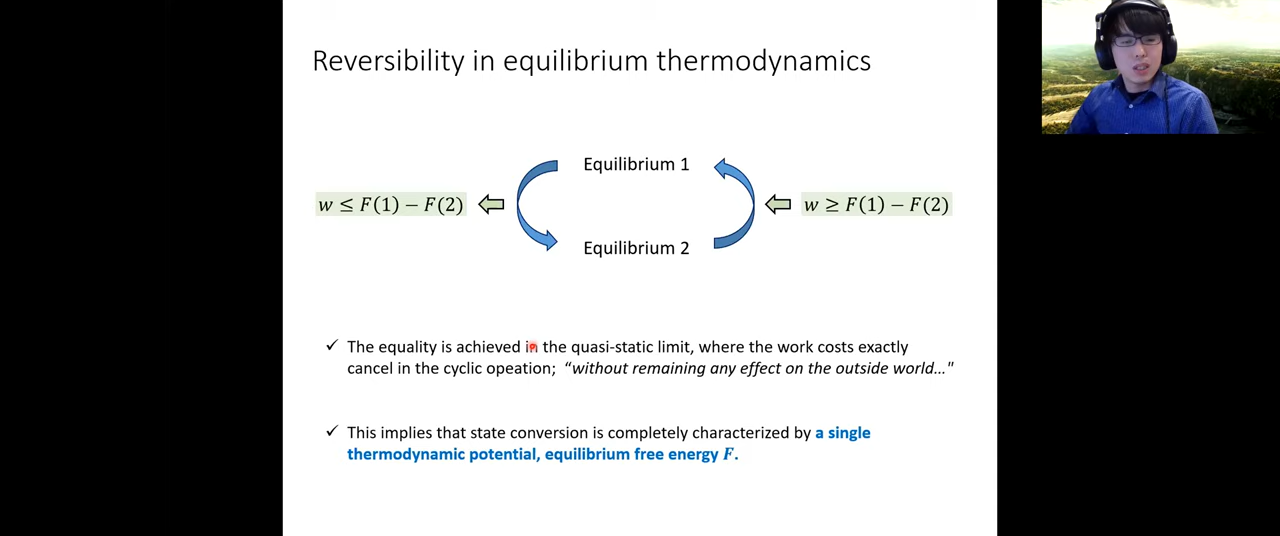 Reversibility in equilibrium thermodynamics
Equilibrium 1
w ≤ F(1) − F(2)
w ≥ F(1) − F(2)
Equilibrium 2
✓ The equality is achieved in the quasi-static limit, where the work costs exactly
cancel in the cyclic opeation; “without remaining any effect on the outside world…"
✓ This implies that state conversion is completely characterized by a single
thermodynamic potential, equilibrium free energy F.